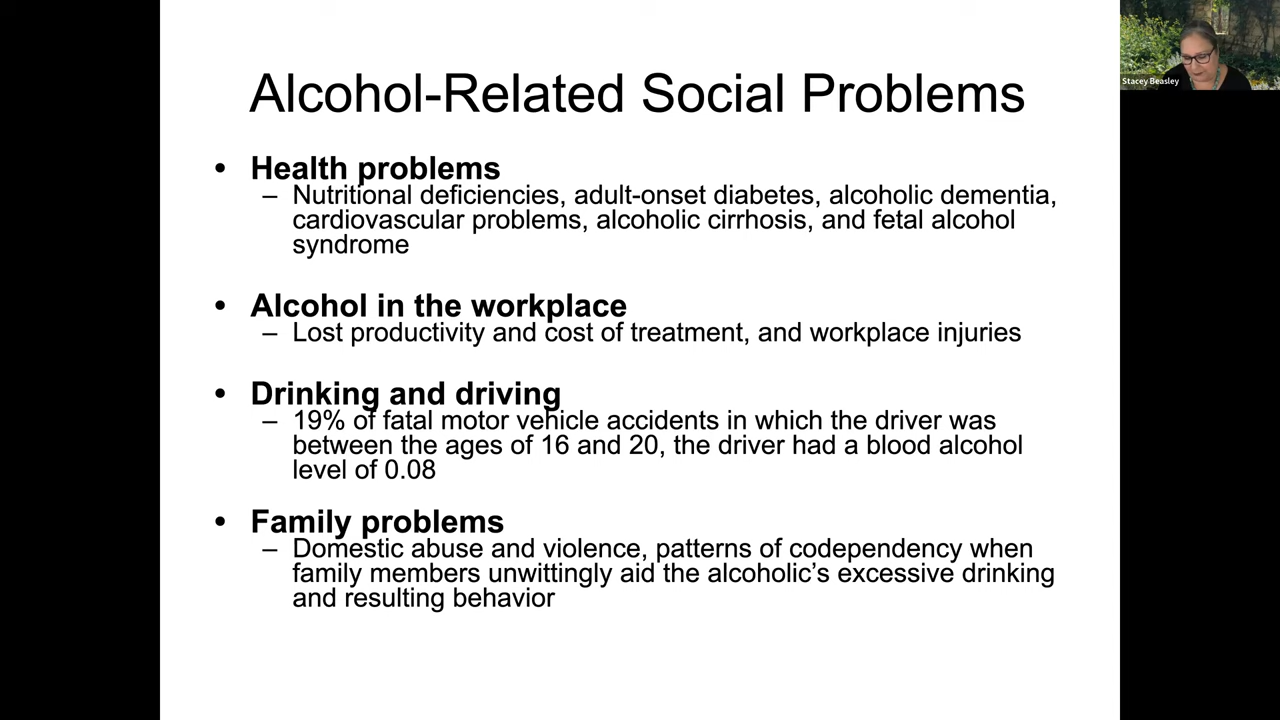 Alcohol-Related Social Problems
• Health problems
– Nutritional deficiencies, adult-onset diabetes, alcoholic dementia,
cardiovascular problems, alcoholic cirrhosis, and fetal alcohol
syndrome
• Alcohol in the workplace
– Lost productivity and cost of treatment, and workplace injuries
• Drinking and driving
– 19% of fatal motor vehicle accidents in which the driver was
between the ages of 16 and 20, the driver had a blood alcohol
level of 0.08
• Family problems
– Domestic abuse and violence, patterns of codependency when
family members unwittingly aid the alcoholic’s excessive drinking
and resulting behavior
Stacey Beasley